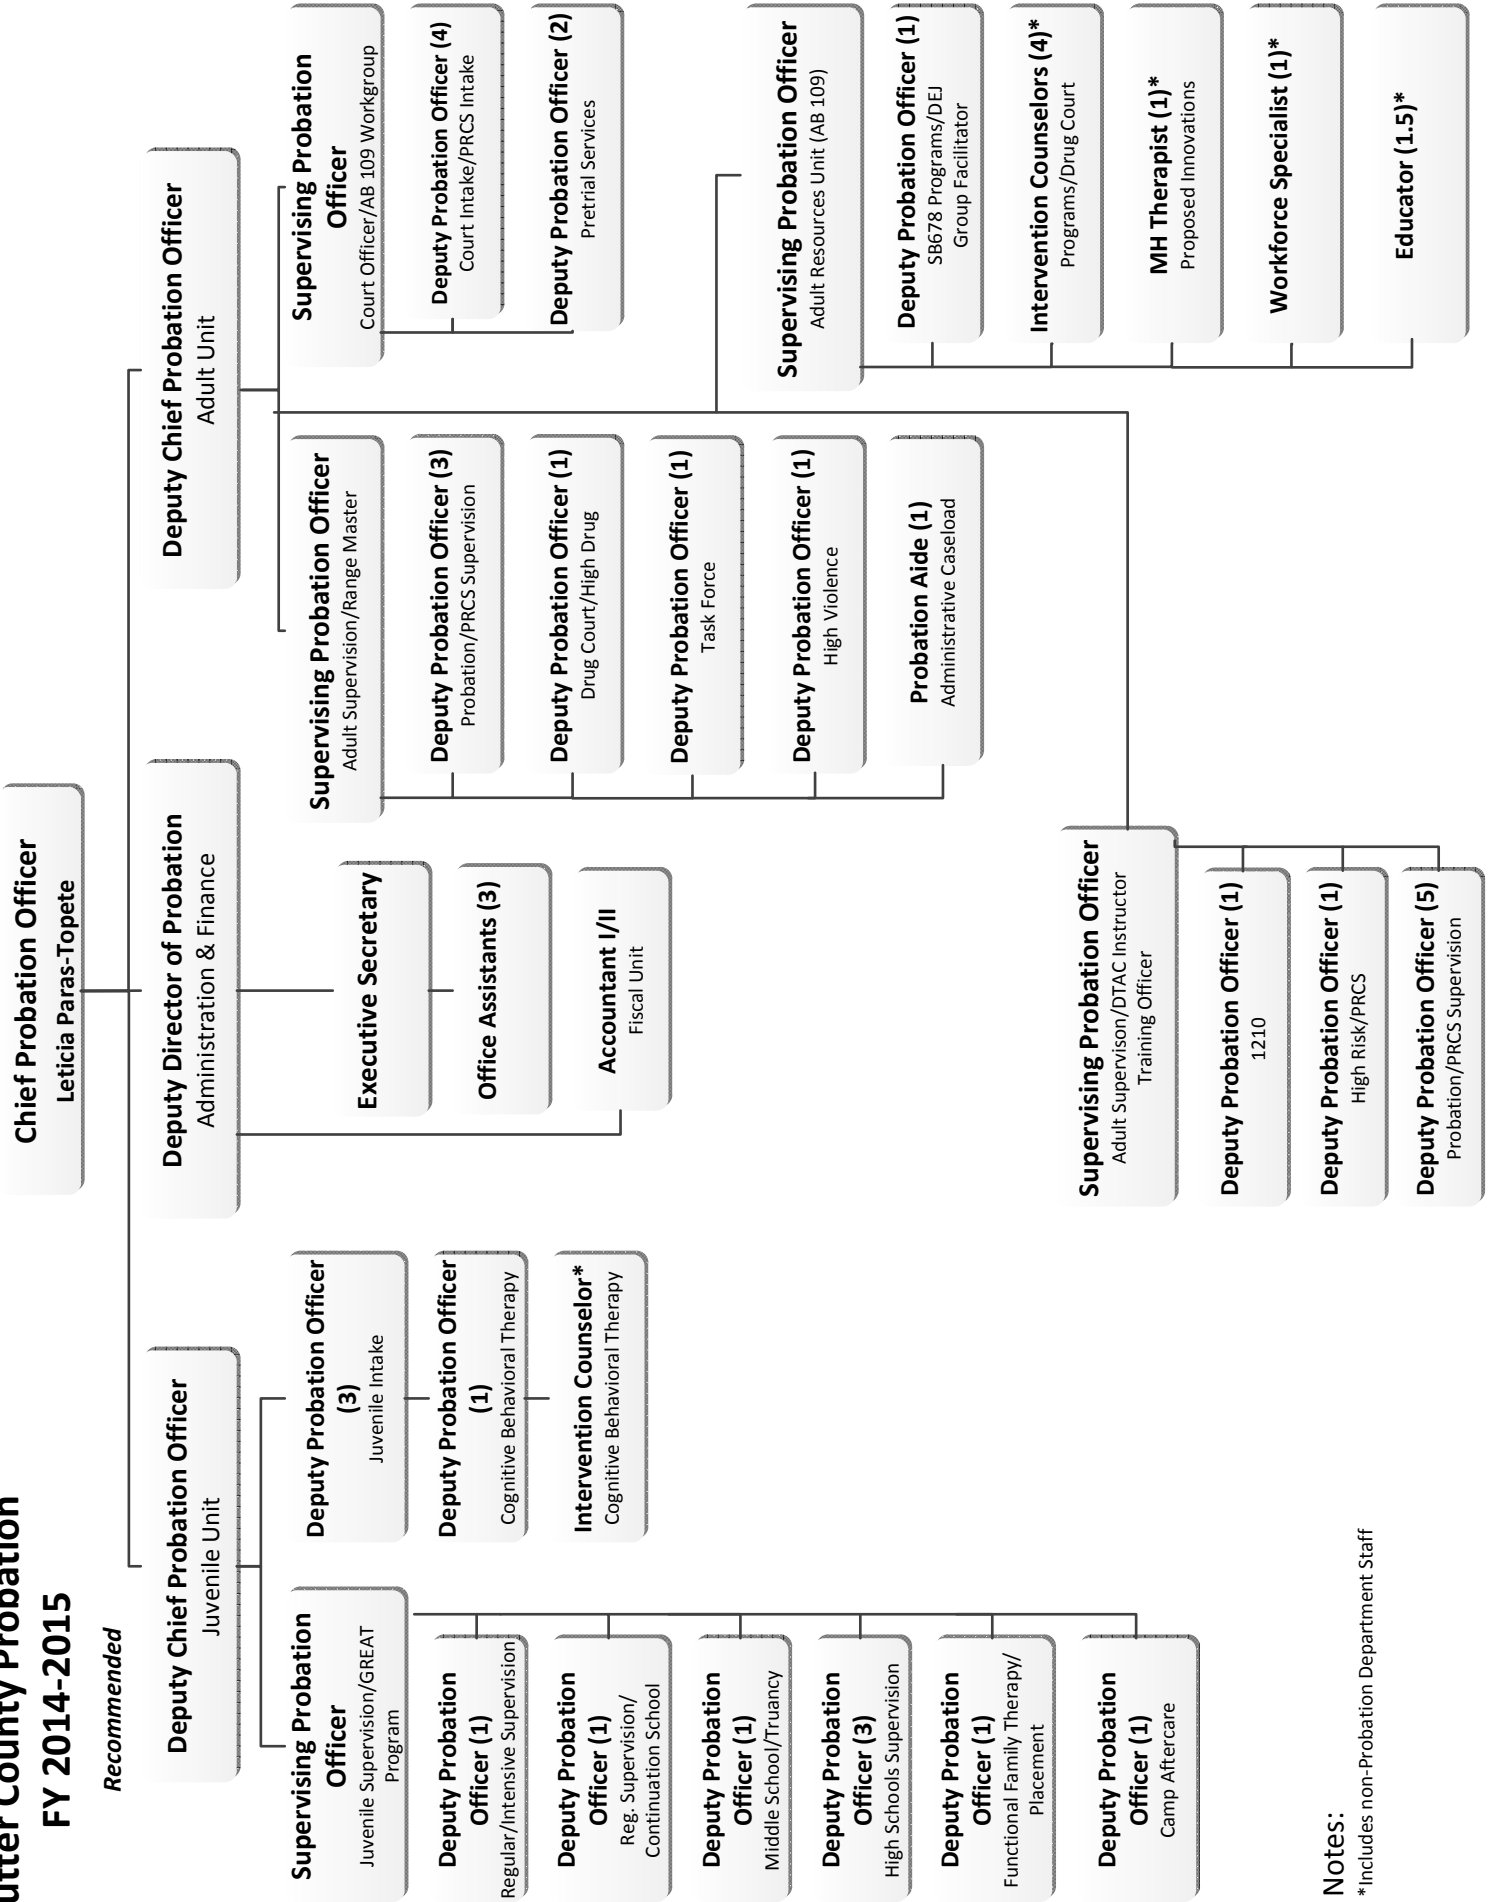 utter County Probation
FY 2014-2015
Recommended
Chief Probation Officer
Leticia Paras-Topete
Deputy Chief Probation Officer
Juvenile Unit
Deputy Director of Probation
Administration & Finance
Deputy Chief Probation Officer
Adult Unit
Supervising Probation
Officer
Juvenile Supervision/GREAT
Program
Deputy Probation
Officer (1)
Regular/Intensive Supervision
Deputy Probation
Officer (1)
Reg. Supervision/
Continuation School
Deputy Probation
Officer (1)
Middle School/Truancy
Deputy Probation
Officer (3)
High Schools Supervision
Deputy Probation
Officer (1)
Functional Family Therapy/
Placement
Deputy Probation
Officer (1)
Camp Aftercare
Deputy Probation Officer
(3)
Juvenile Intake
Deputy Probation Officer
(1)
Cognitive Behavioral Therapy
Intervention Counselor*
Cognitive Behavioral Therapy
Executive Secretary
Office Assistants (3)
Accountant I/II
Fiscal Unit
Supervising Probation Officer
Adult Supervision/Range Master
Deputy Probation Officer (3)
Probation/PRCS Supervision
Deputy Probation Officer (1)
Drug Court/High Drug
Deputy Probation Officer (1)
Task Force
Deputy Probation Officer (1)
High Violence
Probation Aide (1)
Administrative Caseload
Supervising Probation
Officer
Court Officer/AB 109 Workgroup
Deputy Probation Officer (4)
Court Intake/PRCS Intake
Deputy Probation Officer (2)
Pretrial Services
Supervising Probation Officer
Adult Resources Unit (AB 109)
Deputy Probation Officer (1)
SB678 Programs/DEJ
Group Facilitator
Intervention Counselors (4)*
Programs/Drug Court
MH Therapist (1)*
Proposed Innovations
Workforce Specialist (1)*
Educator (1.5)*
Supervising Probation Officer
Adult Supervison/DTAC Instructor
Training Officer
Deputy Probation Officer (1)
1210
Deputy Probation Officer (1)
High Risk/PRCS
Deputy Probation Officer (5)
Probation/PRCS Supervision
Notes:
*Includes non-Probation Department Staff